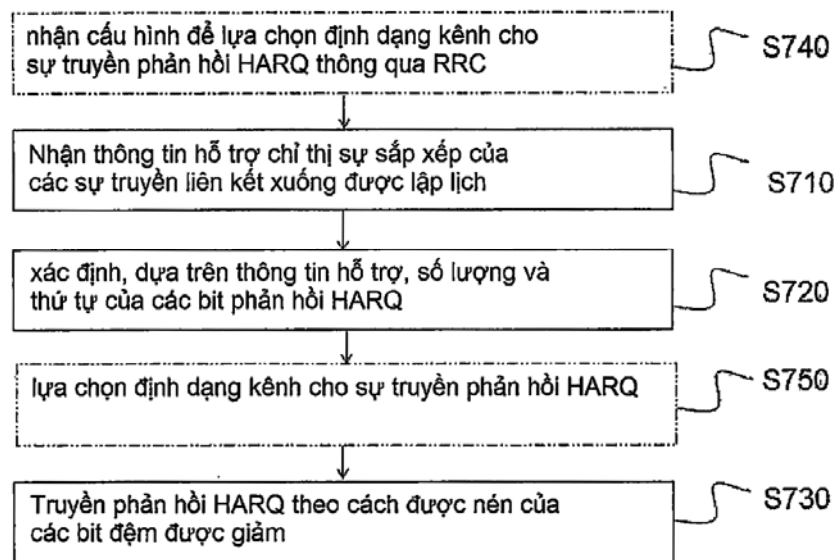 nhận cấu hình để lựa chọn định dạng kênh cho
sự truyền phản hồi HARQ thông qua RRC
S740
Nhận thông tin hỗ trợ chỉ thị sự sắp xếp của
các sự truyền liên kết xuống được lập lịch
S710
xác định, dựa trên thông tin hỗ trợ, số lượng và
thứ tự của các bit phản hồi HARQ
S720
lựa chọn định dạng kênh cho sự truyền phản hồi HARQ
S750
Truyền phản hồi HARQ theo cách được nén của
các bit đệm được giảm
S730